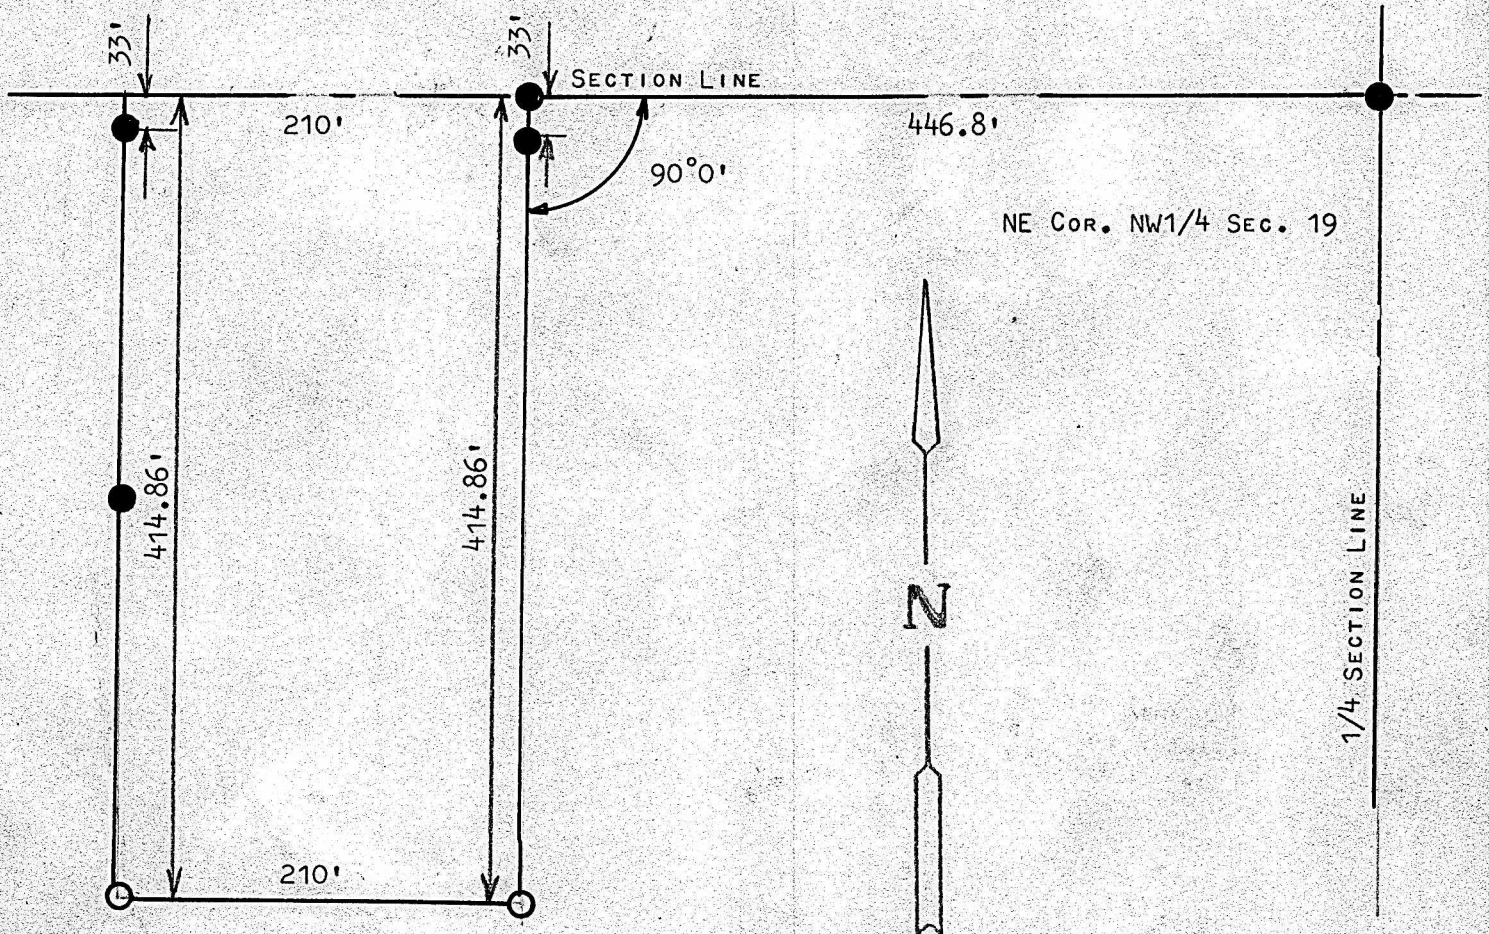 33'
33'
SECTION LINE
210'
446.8'
90°0'
NE COR. NW1/4 SEC. 19
414.86'
414.86'
N
1/4 SECTION LINE
210'